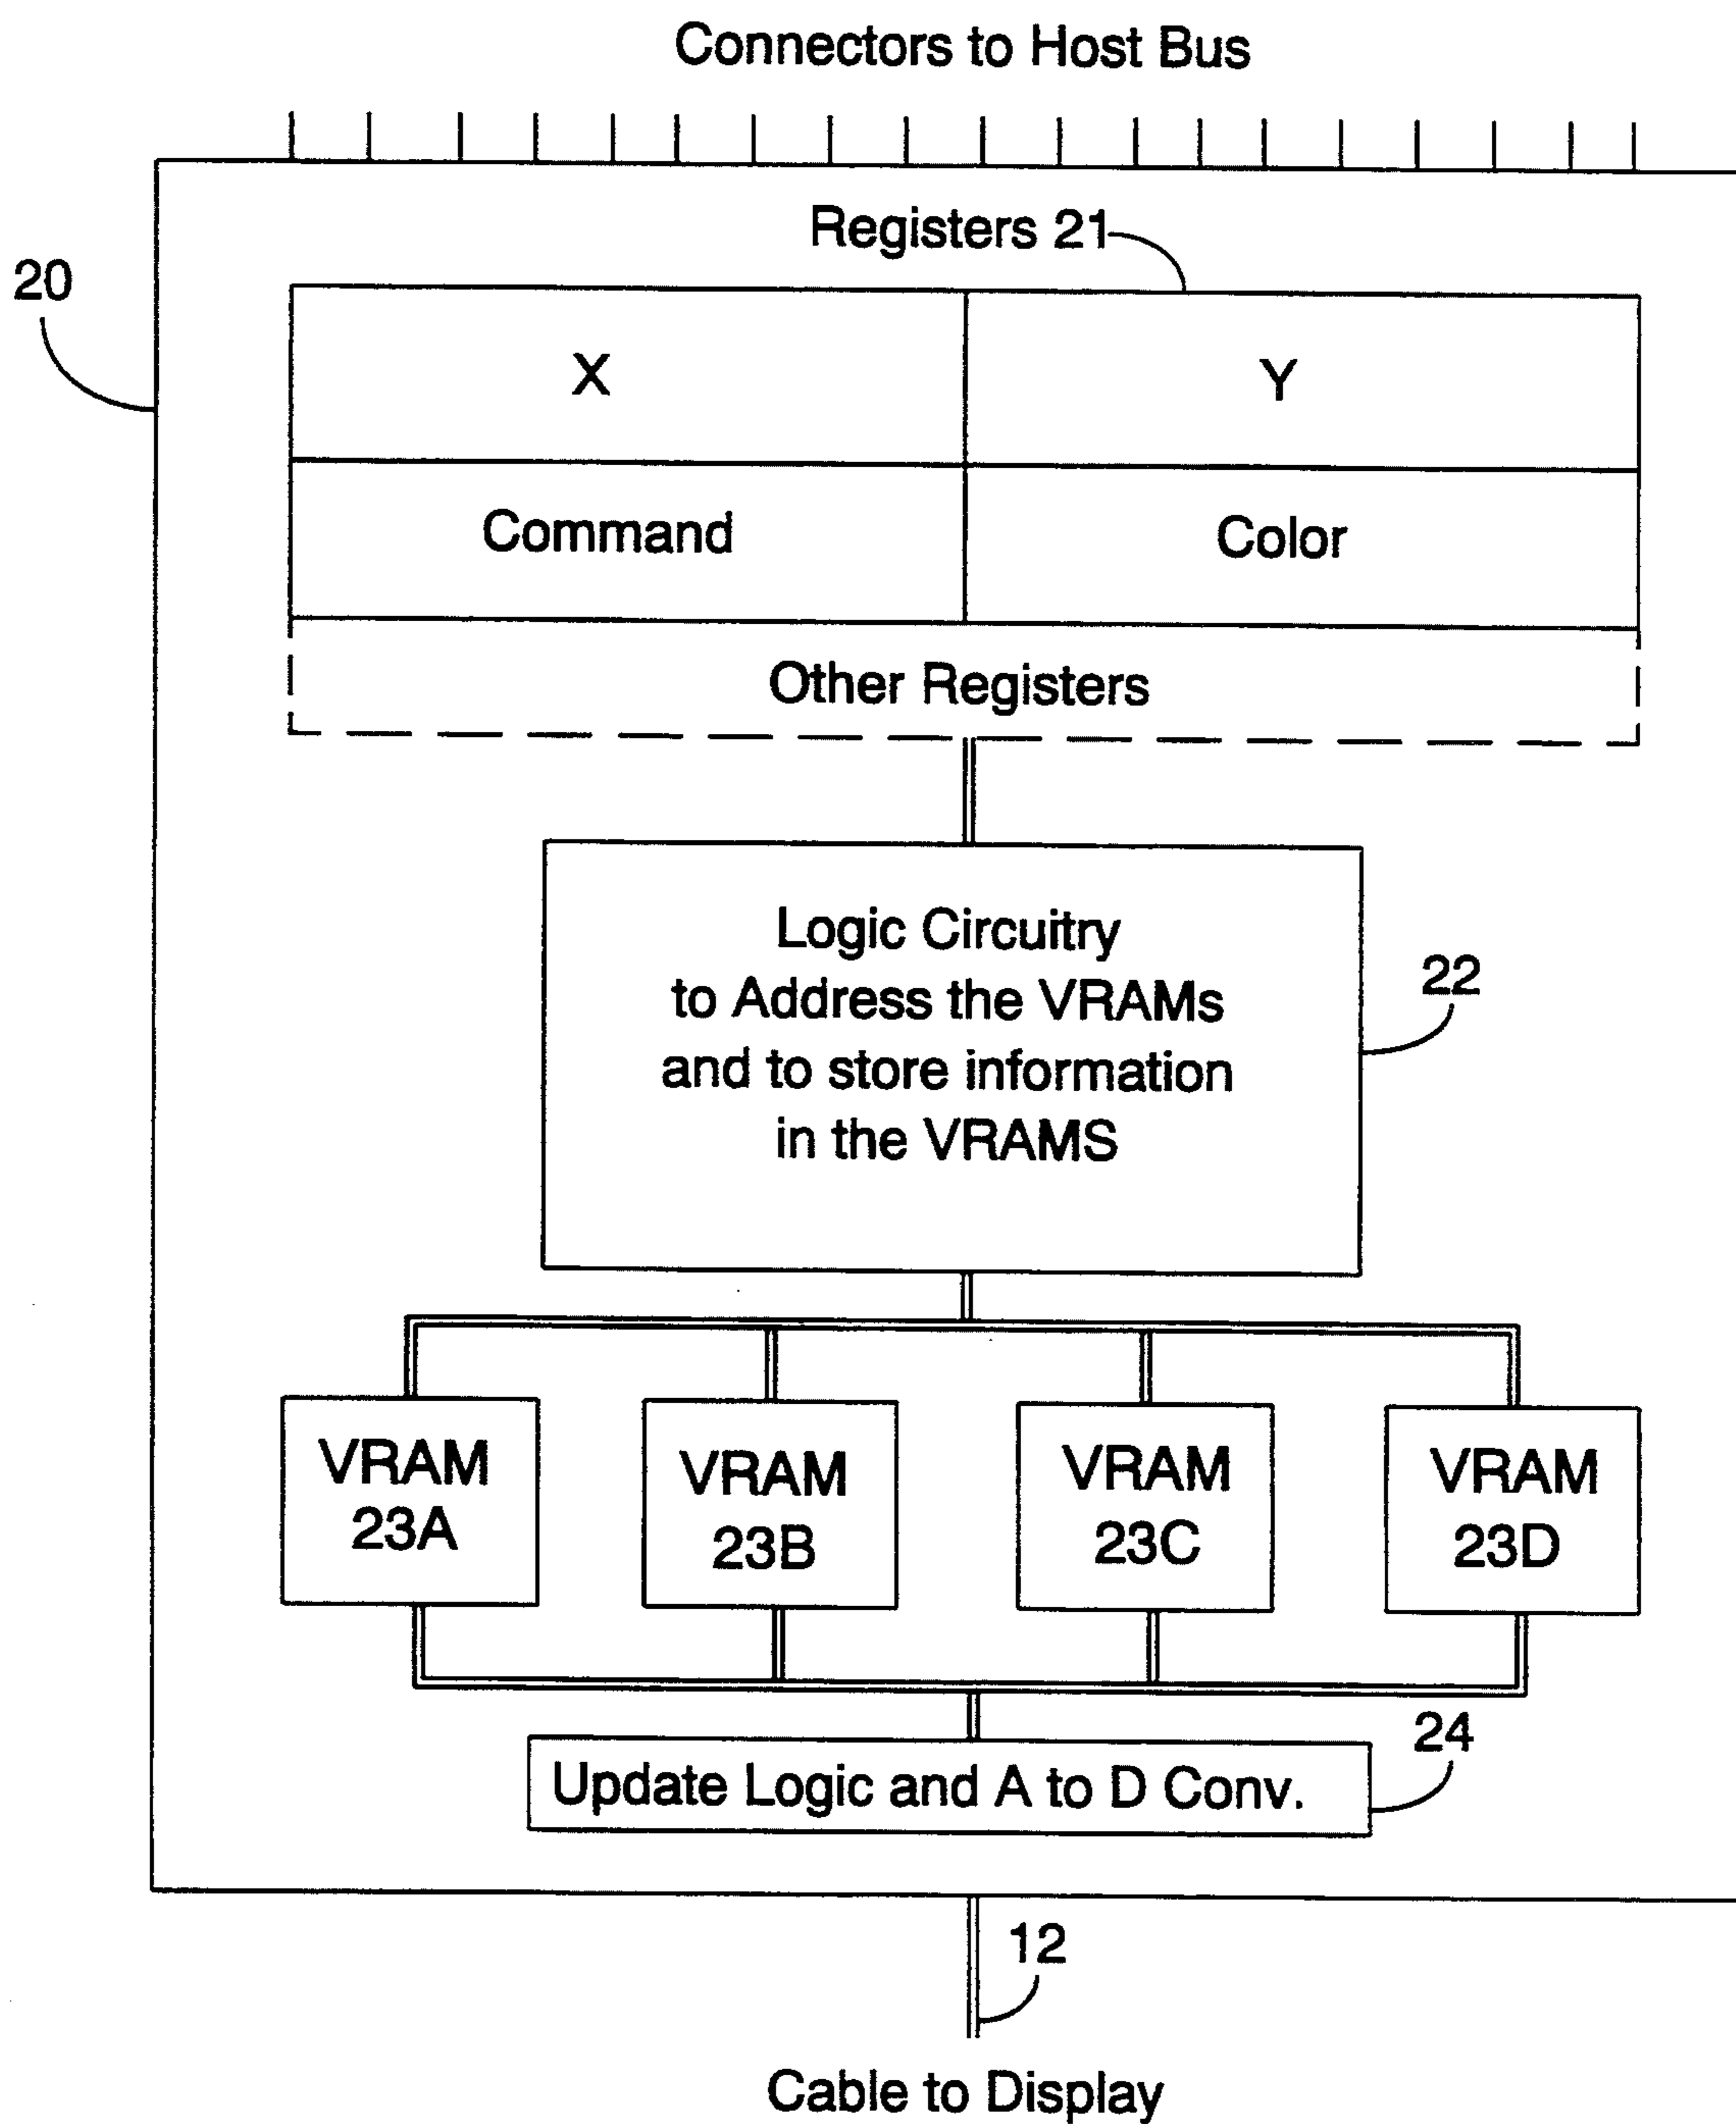 Connectors to Host Bus
Registers 21
20
X
Y
Command
Color
Other Registers
Logic Circuitry
to Address the VRAMs
and to store information
in the VRAMS
22
VRAM
23A
VRAM
23B
VRAM
23C
VRAM
23D
24
Update Logic and A to D Conv.
12
Cable to Display